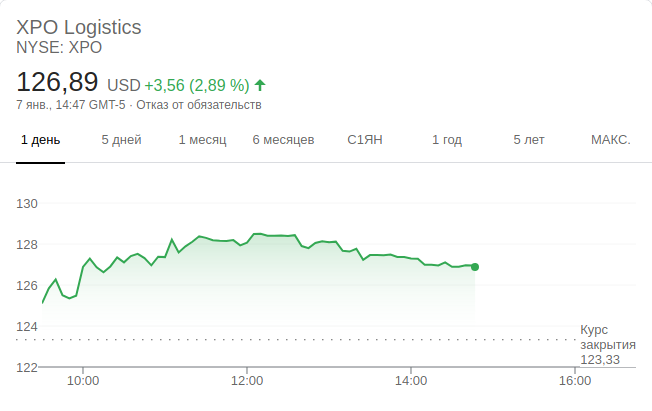 XPO Logistics
NYSE: XPO
126,89 USD +3,56 (2,89 %)
7 янв., 14:47 GMT-5 · Отказ от обязательств
1 день 5 дней 1 месяц 6 месяцев С1ЯН 1 год 5 лет МАКС.
130
128
126
124
Курс
закрытия
123,33
122
10:00 12:00 14:00 16:00